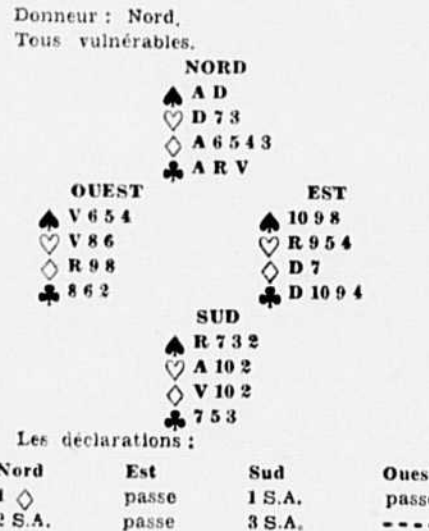 Donneur : Nord,
Tous vulnérables.
NORD
♠ A D
♡ D 7 3
◇ A 6 5 4 3
♣ A R V
OUEST EST
♠ V 6 5 4 ♠ 10 9 8
♡ V 8 6 ♡ R 9 5 4
◇ R 9 8 ◇ D 7
♣ 8 6 2 ♣ D 10 9 4
SUD
♠ R 7 3 2
♡ A 10 2
◇ V 10 2
♣ 7 5 3
Les déclarations :
Nord Est Sud Oues
1 ◇ passe 1 S.A. passe
2 S.A. passe 3 S.A. - - - -